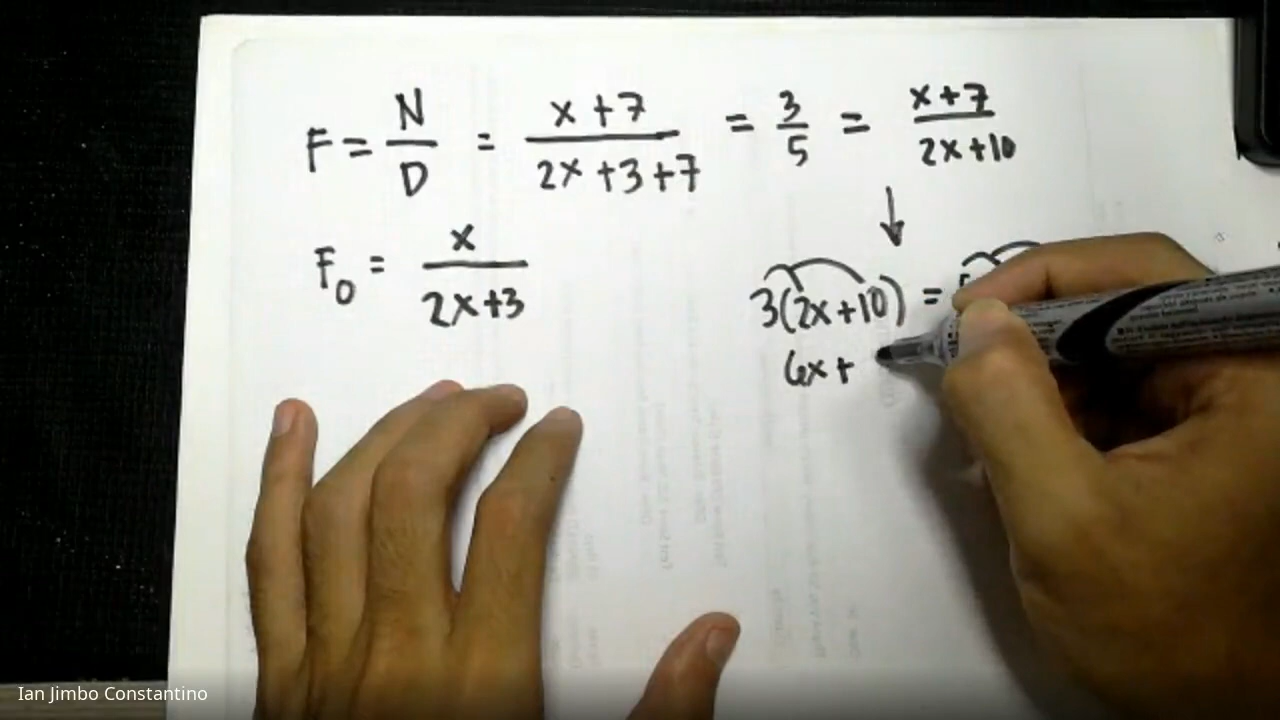 F = N/D = x+7/2x+3+7 = 3/5 = x+7/2x+10
↓
F₀ = x/2x+3
3(2x+10) =
6x+
Ian Jimbo Constantino